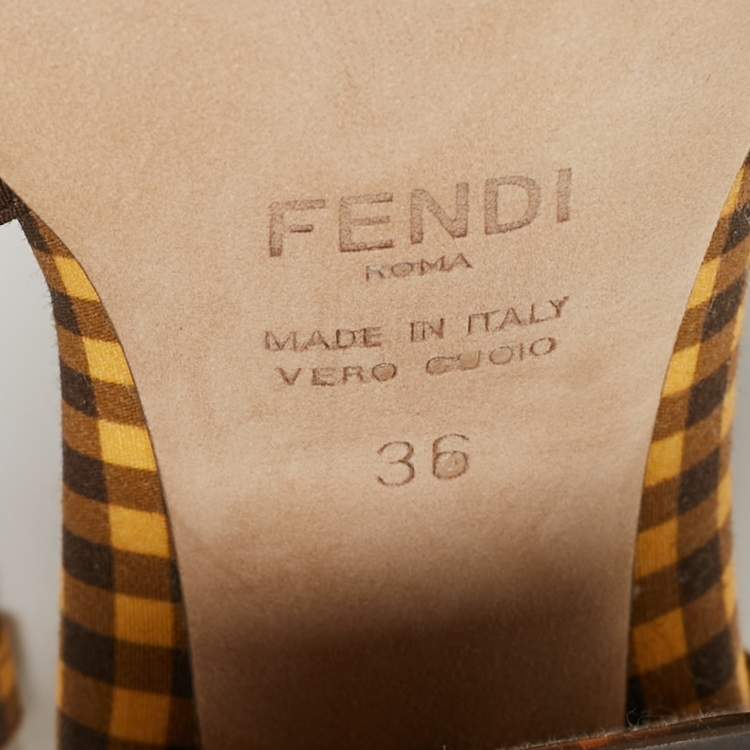 FENDI
ROMA
MADE IN ITALY
VERO CUOIO
36